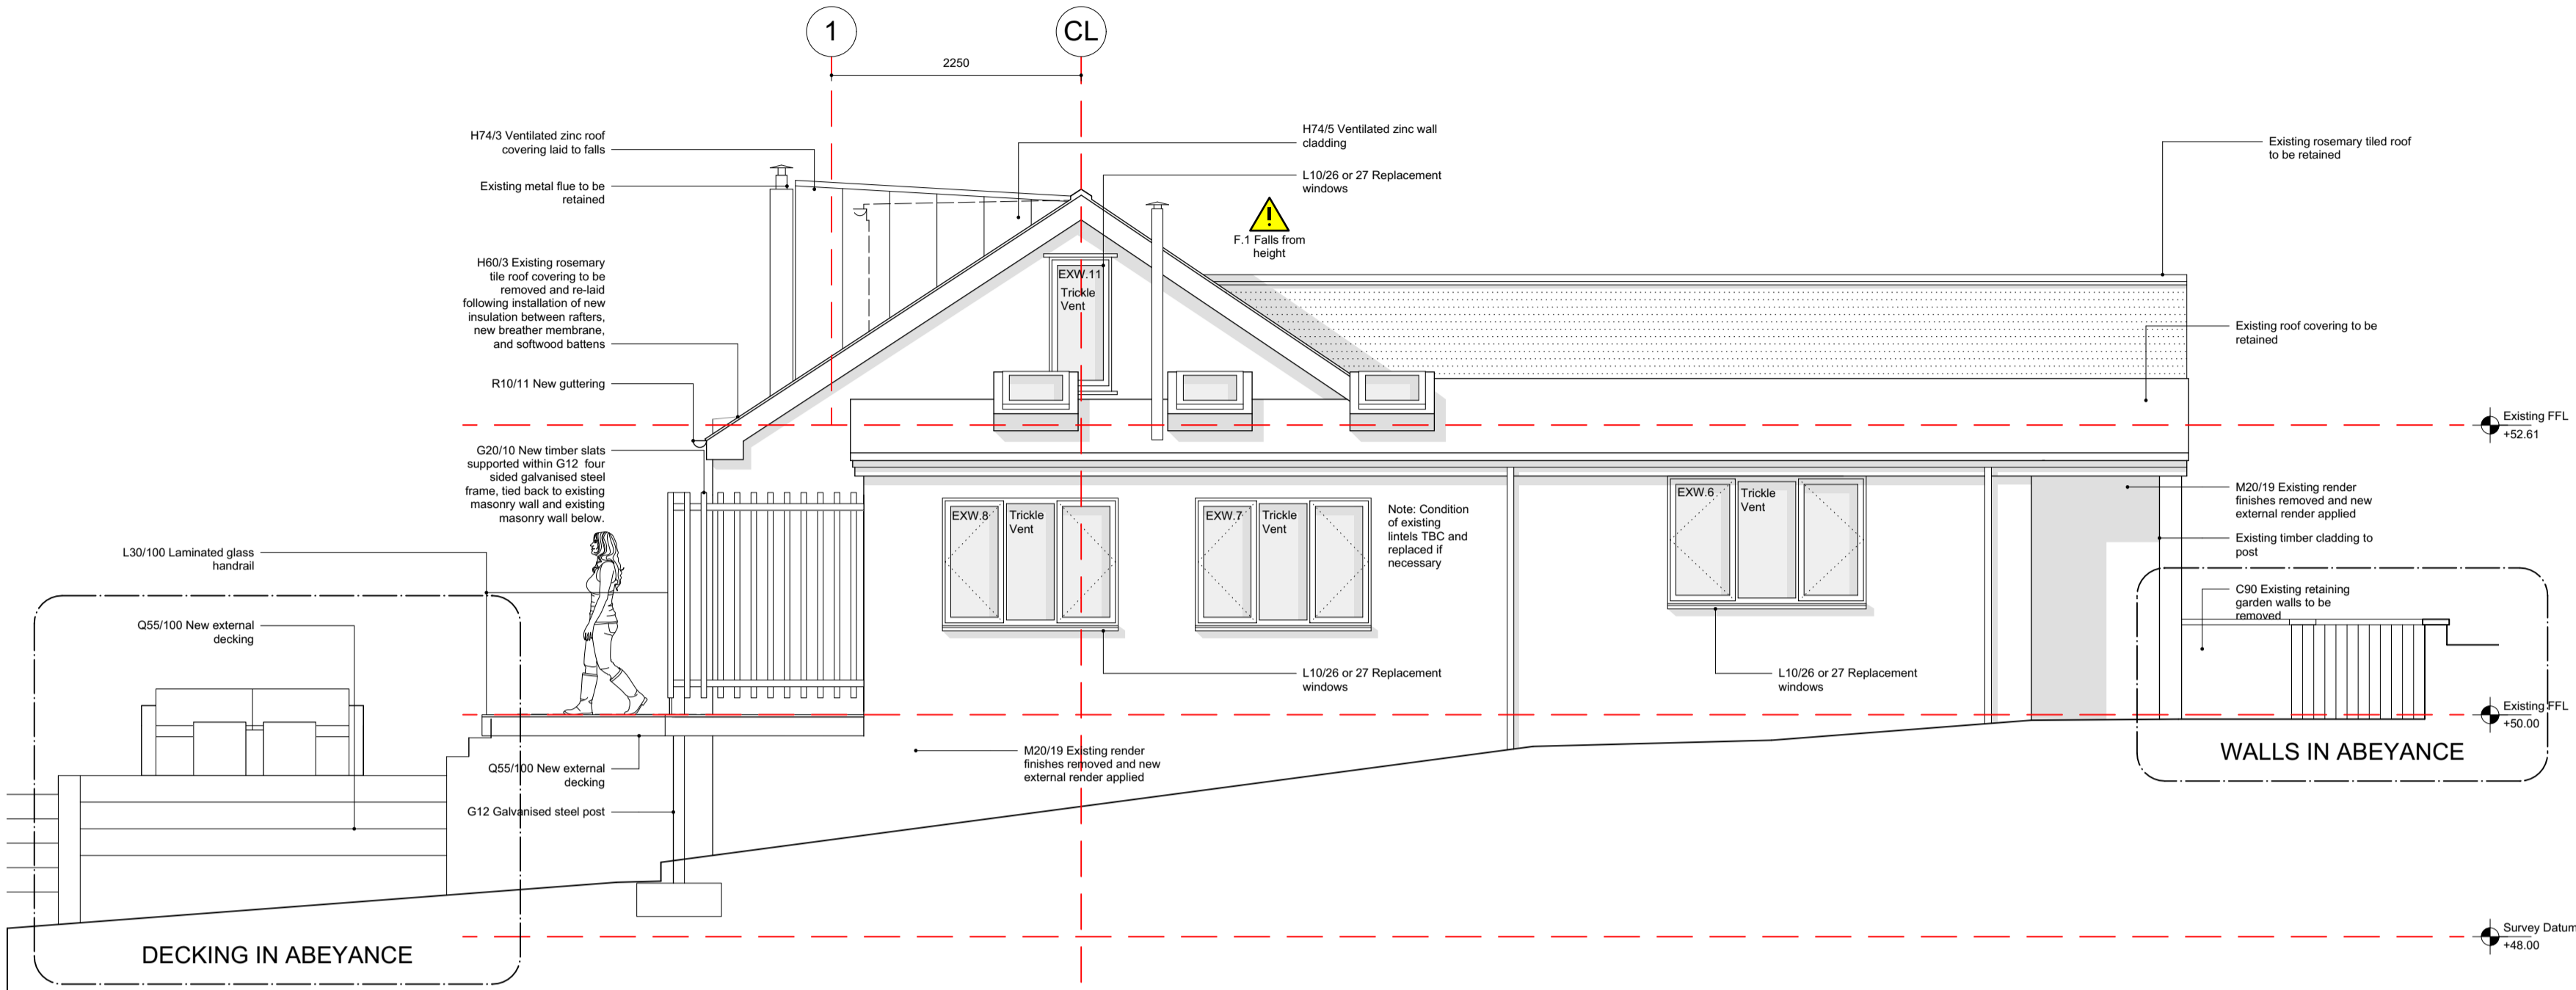 1
CL
2250
H74/3 Ventilated zinc roof
covering laid to falls
Existing metal flue to be
retained
H60/3 Existing rosemary
tile roof covering to be
removed and re-laid
following installation of new
insulation between rafters,
new breather membrane,
and softwood battens
R10/11 New guttering
G20/10 New timber slats
supported within G12 four
sided galvanised steel
frame, tied back to existing
masonry wall and existing
masonry wall below.
L30/100 Laminated glass
handrail
Q55/100 New external
decking
Q55/100 New external
decking
G12 Galvanised steel post
DECKING IN ABEYANCE
H74/5 Ventilated zinc wall
cladding
L10/26 or 27 Replacement
windows
F.1 Falls from
height
EXW.11
Trickle
Vent
EXW.8
Trickle
Vent
EXW.7
Trickle
Vent
Note: Condition
of existing
lintels TBC and
replaced if
necessary
EXW.6
Trickle
Vent
L10/26 or 27 Replacement
windows
L10/26 or 27 Replacement
windows
M20/19 Existing render
finishes removed and new
external render applied
Existing rosemary tiled roof
to be retained
Existing roof covering to be
retained
Existing FFL
+52.61
M20/19 Existing render
finishes removed and new
external render applied
Existing timber cladding to
post
C90 Existing retaining
garden walls to be
removed
Existing FFL
+50.00
WALLS IN ABEYANCE
Survey Datum
+48.00